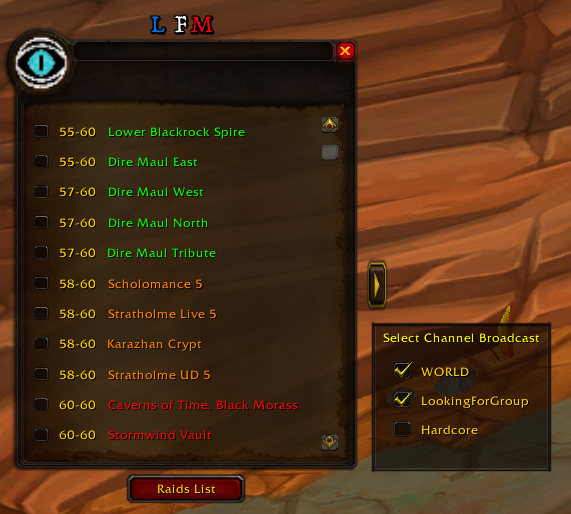 L FM
55-60 Lower Blackrock Spire
55-60 Dire Maul East
57-60 Dire Maul West
57-60 Dire Maul North
57-60 Dire Maul Tribute
58-60 Scholomance 5
58-60 Stratholme Live 5
58-60 Karazhan Crypt
58-60 Stratholme UD 5
60-60 Caverns of Time: Black Morass
60-60 Stormwind Vault
Select Channel Broadcast
WORLD
LookingForGroup
Hardcore
Raids List